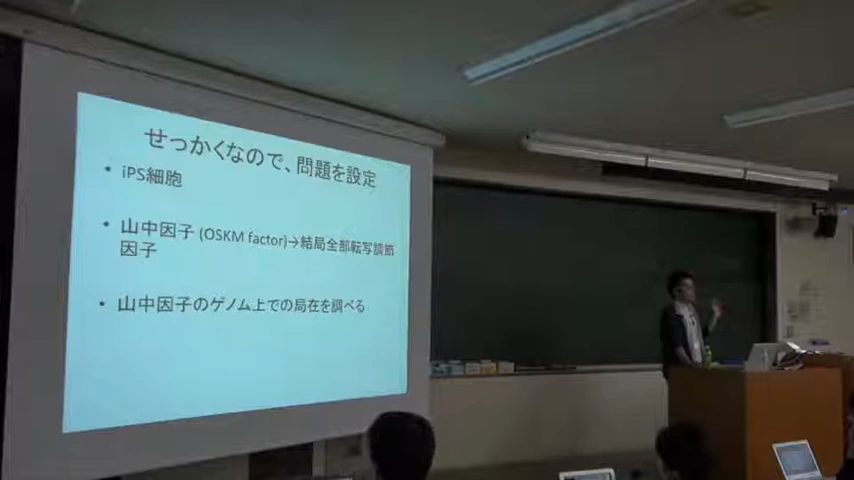 せっかくなので、問題を設定
• iPS細胞
• 山中因子 (OSKM factor)→結局全部転写調節
因子
• 山中因子のゲノム上での局在を調べる